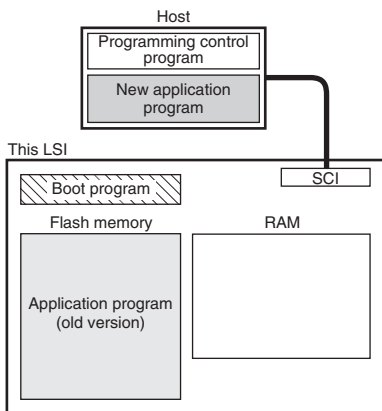 Host
Programming control
program
New application
program
This LSI
SCI
Boot program
Flash memory
RAM
Application program
(old version)